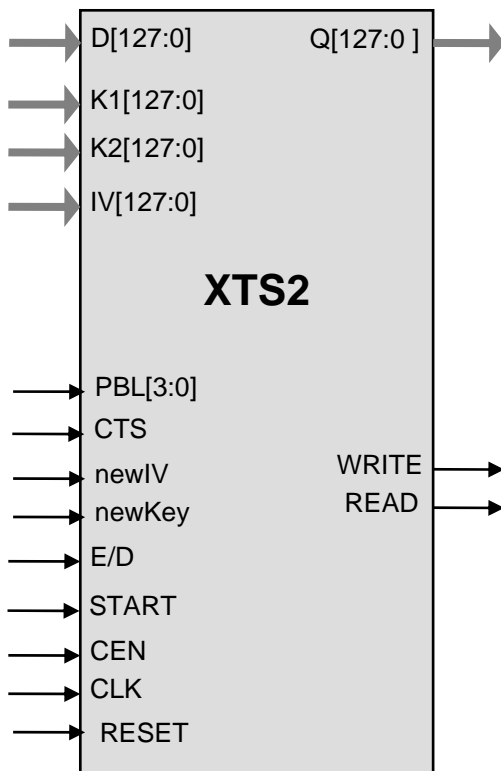 D[127:0] Q[127:0 ]
K1[127:0]
K2[127:0]
IV[127:0]
XTS2
PBL[3:0]
CTS
newIV WRITE
newKey READ
E/D
START
CEN
CLK
RESET